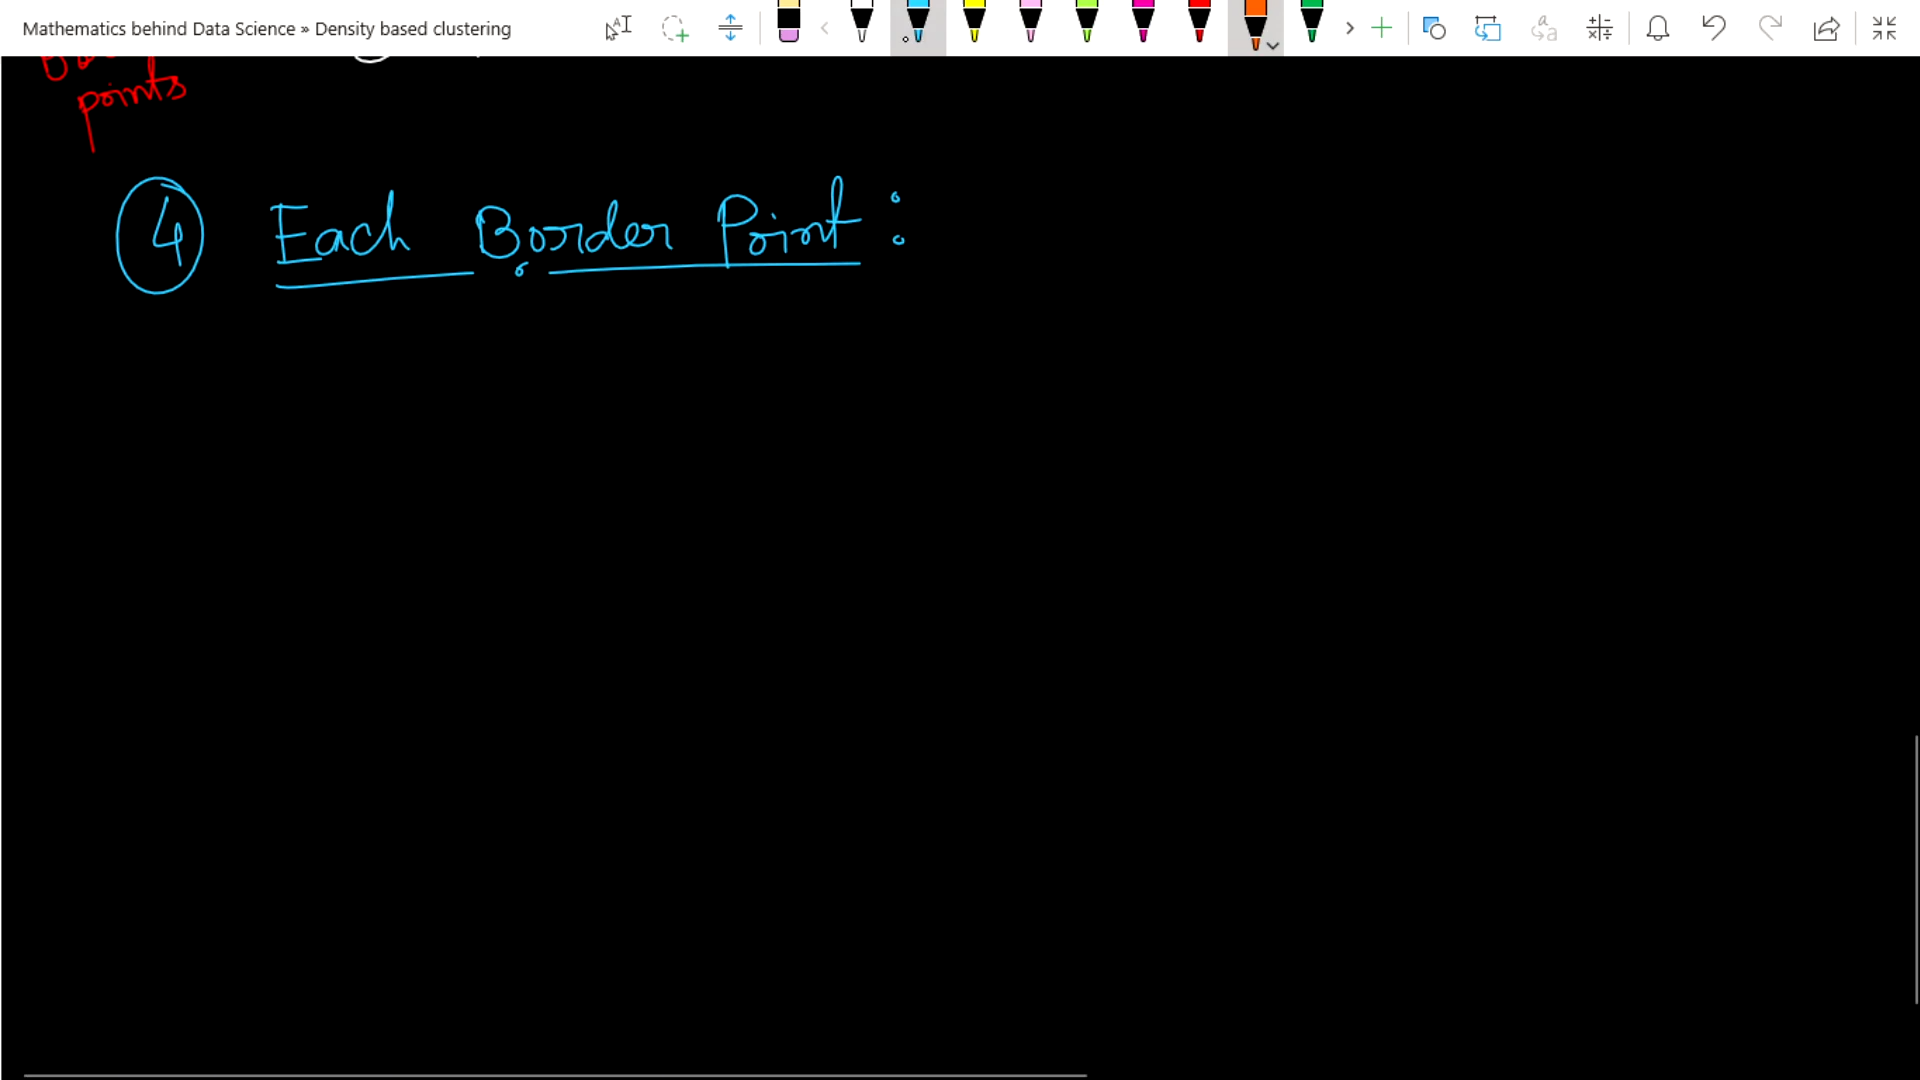 Mathematics behind Data Science » Density based clustering
points
4 Each Border Point :